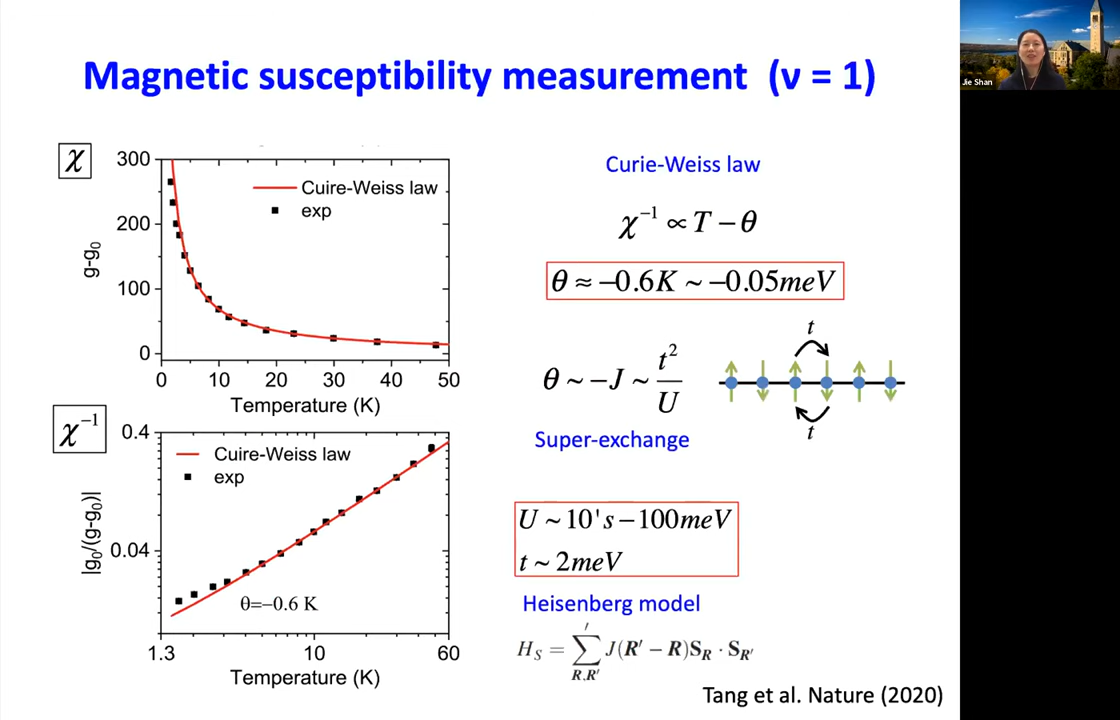 Magnetic susceptibility measurement (ν = 1)
Jie Shan
χ
300
200
100
0
g-g₀
Cuire-Weiss law
exp
0 10 20 30 40 50
Temperature (K)
χ⁻¹
0.4
0.04
|g₀/(g-g₀)|
Cuire-Weiss law
exp
θ=−0.6 K
1.3 10 60
Temperature (K)
Curie-Weiss law
χ⁻¹ ∝ T − θ
θ ≈ −0.6K ~ −0.05meV
θ ~ −J ~ t²/U
t
t
Super-exchange
U ~ 10's − 100meV
t ~ 2meV
Heisenberg model
H_S = ∑′_{R,R′} J(R′ − R)S_R · S_R′
Tang et al. Nature (2020)